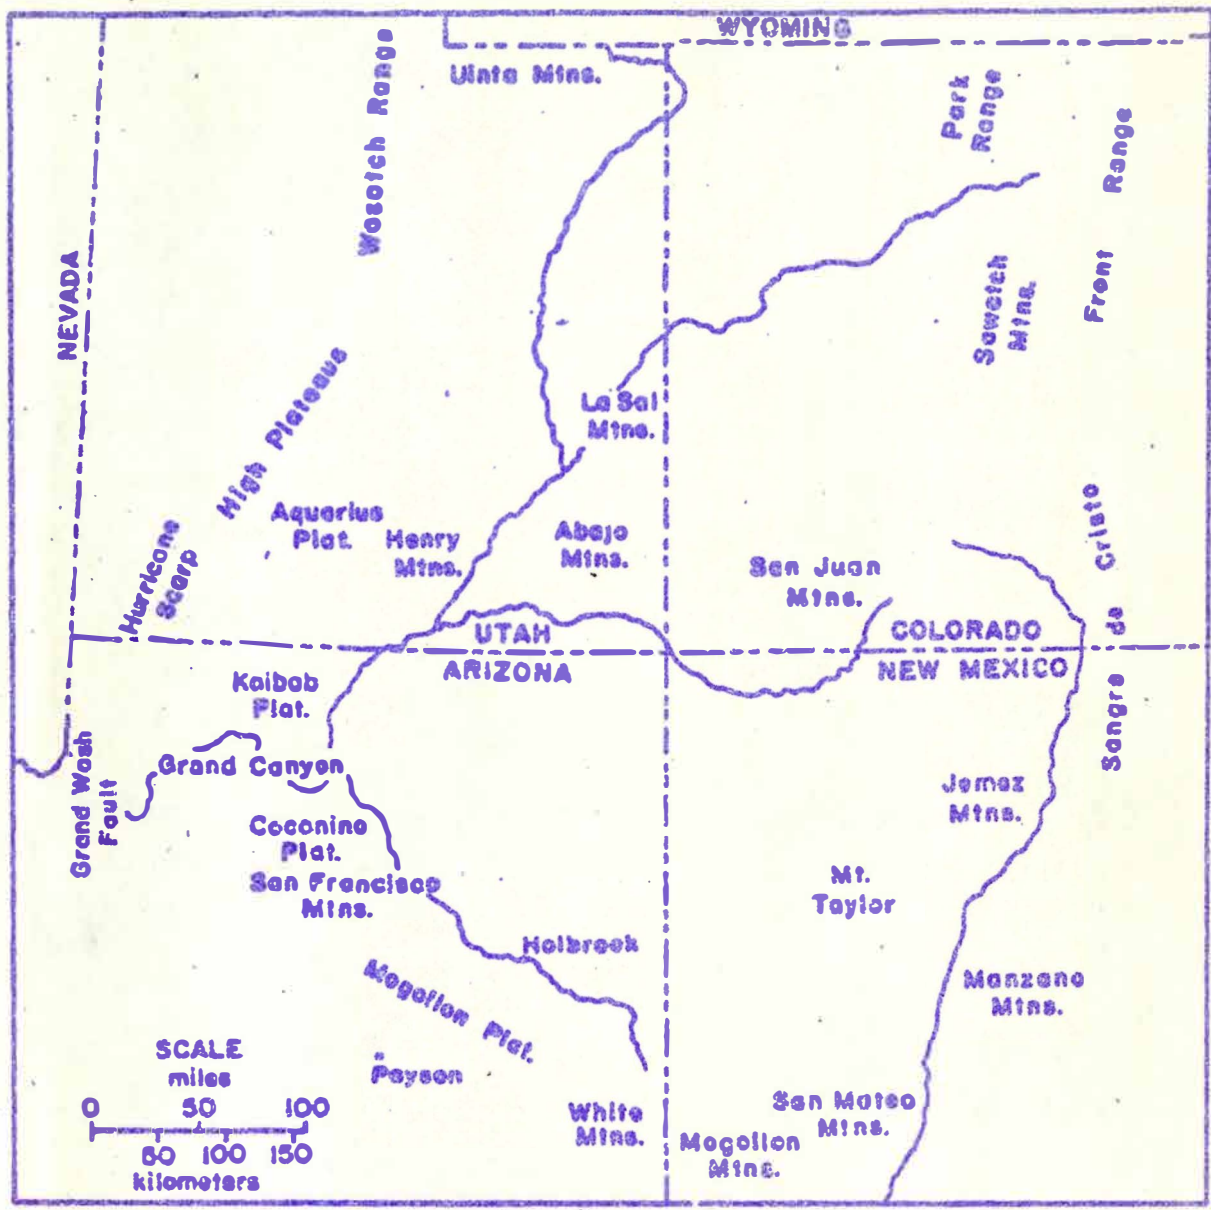 WYOMING
Uinta Mtns.
Wasatch Range
Park
Range
Front Range
NEVADA
Sawatch
Mtns.
High Plateaus
La Sal
Mtns.
Aquarius
Plat.
Henry
Mtns.
Abajo
Mtns.
Hurricane
Scarp
San Juan
Mtns.
Sangre de Cristo
UTAH
COLORADO
ARIZONA
NEW MEXICO
Kaibab
Plat.
Grand Wash
Fault
Grand Canyon
Jemez
Mtns.
Coconino
Plat.
San Francisco
Mtns.
Mt.
Taylor
Holbrook
Mogollon Plat.
Manzano
Mtns.
Payson
SCALE
miles
0 50 100
50 100 150
kilometers
White
Mtns.
San Mateo
Mtns.
Mogollon
Mtns.